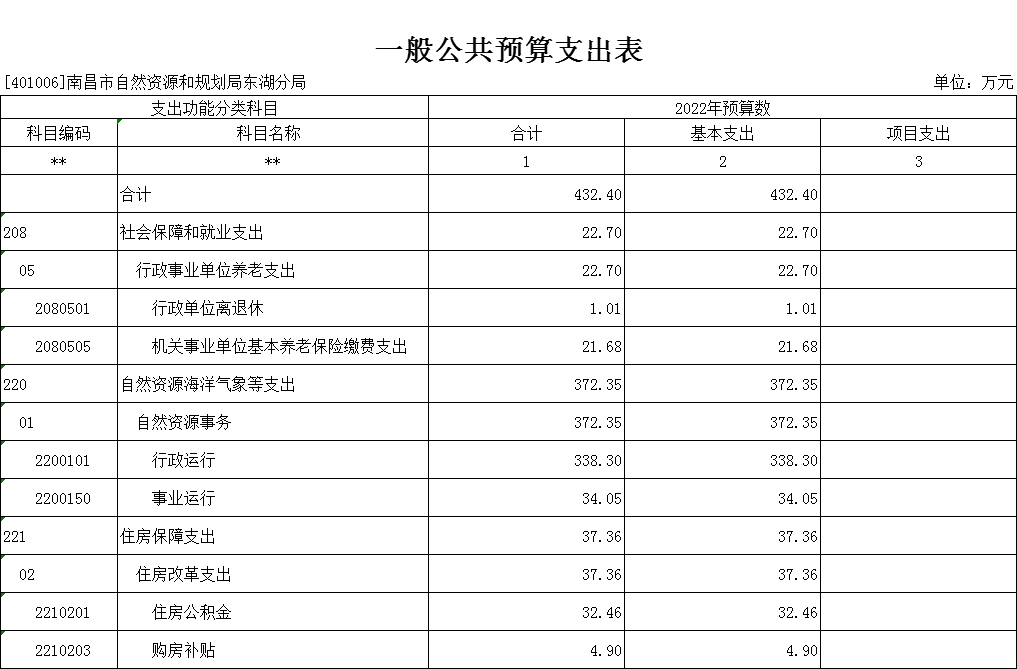 一般公共预算支出表
[401006]南昌市自然资源和规划局东湖分局 单位：万元
支出功能分类科目 2022年预算数
科目编码 科目名称 合计 基本支出 项目支出
** ** 1 2 3
合计 432.40 432.40
208 社会保障和就业支出 22.70 22.70
05 行政事业单位养老支出 22.70 22.70
2080501 行政单位离退休 1.01 1.01
2080505 机关事业单位基本养老保险缴费支出 21.68 21.68
220 自然资源海洋气象等支出 372.35 372.35
01 自然资源事务 372.35 372.35
2200101 行政运行 338.30 338.30
2200150 事业运行 34.05 34.05
221 住房保障支出 37.36 37.36
02 住房改革支出 37.36 37.36
2210201 住房公积金 32.46 32.46
2210203 购房补贴 4.90 4.90